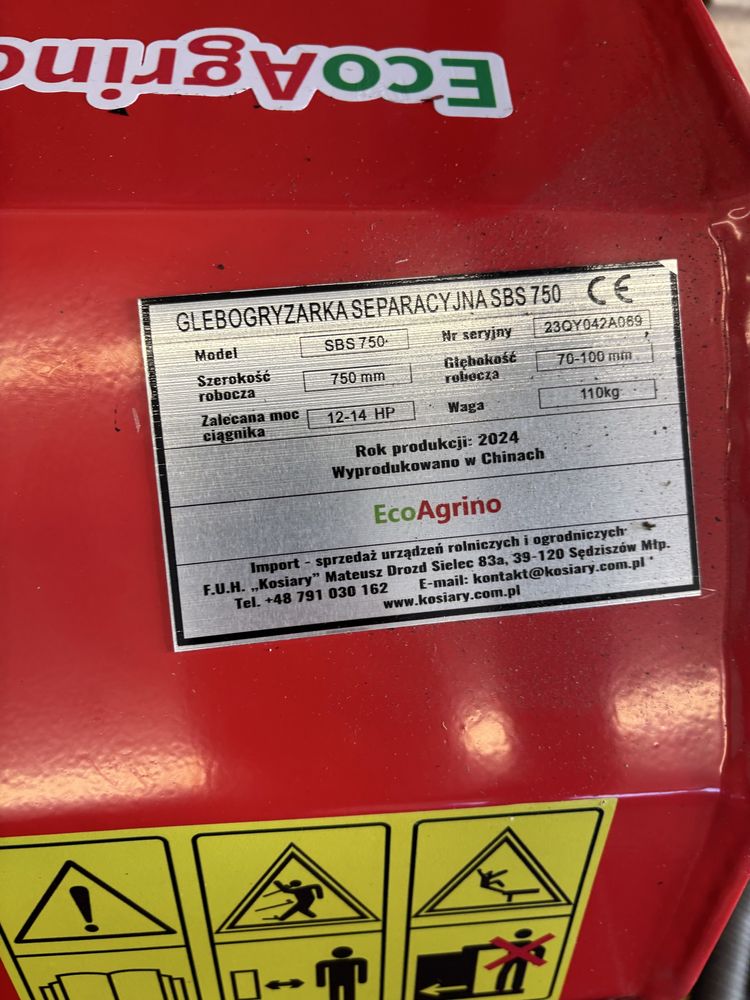 EcoAgrino
GLEBOGRYZARKA SEPARACYJNA SBS 750 CE
Model SBS 750 Nr seryjny 23QY042A069
Szerokość robocza 750 mm Głębokość robocza 70-100 mm
Zalecana moc ciągnika 12-14 HP Waga 110kg
Rok produkcji: 2024
Wyprodukowano w Chinach
EcoAgrino
Import - sprzedaż urządzeń rolniczych i ogrodniczych
F.U.H. „Kosiary” Mateusz Drozd Sielec 83a, 39-120 Sędziszów Młp.
Tel. +48 791 030 162 E-mail: kontakt@kosiary.com.pl
www.kosiary.com.pl